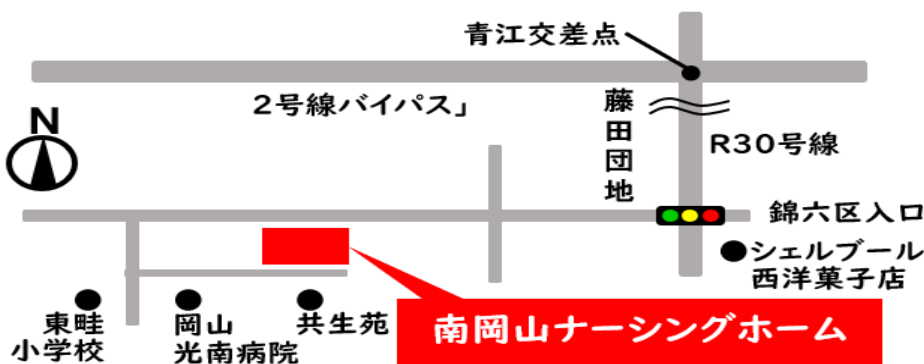 青江交差点
2号線バイパス」
N
藤田団地
R30号線
錦六区入口
シェルブール
西洋菓子店
東畦
小学校
岡山
光南病院
共生苑
南岡山ナーシングホーム